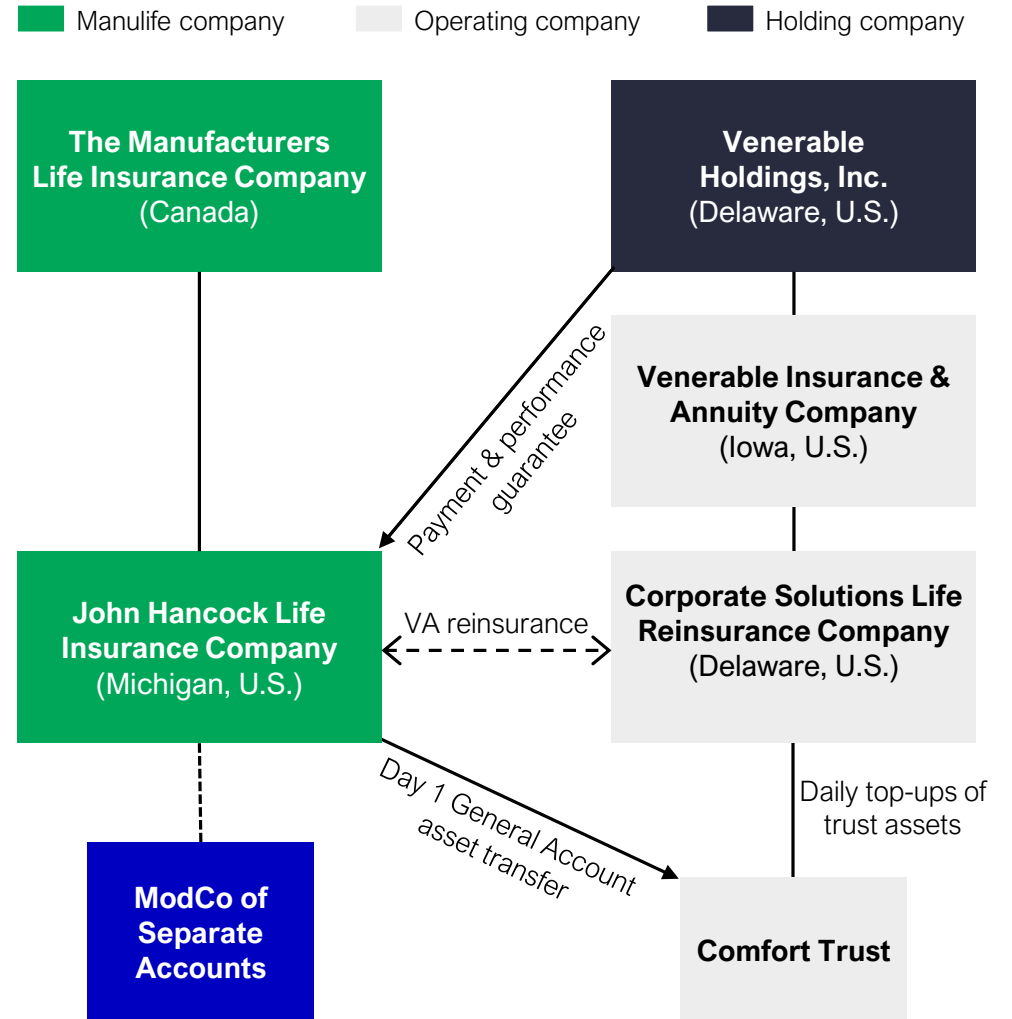 Manulife company
Operating company
Holding company
The Manufacturers
Life Insurance Company
(Canada)
Venerable
Holdings, Inc.
(Delaware, U.S.)
Payment & performance
guarantee
Venerable Insurance &
Annuity Company
(Iowa, U.S.)
John Hancock Life
Insurance Company
(Michigan, U.S.)
VA reinsurance
Corporate Solutions Life
Reinsurance Company
(Delaware, U.S.)
Day 1 General Account
asset transfer
Daily top-ups of
trust assets
ModCo of
Separate
Accounts
Comfort Trust